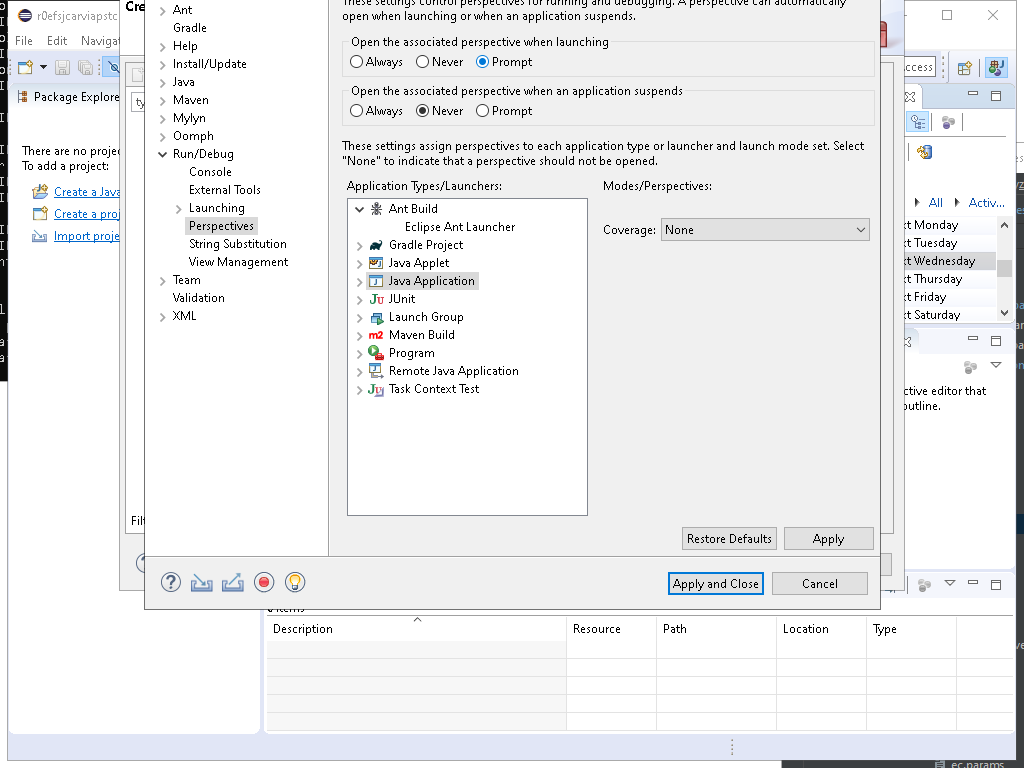 r0efsjcarviapstc
Cre
File Edit Navigat
Package Explore
There are no projec
To add a project:
Create a Java
Create a proj
Import proje
ty
Filt
Ant
Gradle
Help
Install/Update
Java
Maven
Mylyn
Oomph
Run/Debug
Console
External Tools
Launching
Perspectives
String Substitution
View Management
Team
Validation
XML
These settings control perspectives for running and debugging. A perspective can automatically
open when launching or when an application suspends.
Open the associated perspective when launching
Always Never Prompt
Open the associated perspective when an application suspends
Always Never Prompt
These settings assign perspectives to each application type or launcher and launch mode set. Select
"None" to indicate that a perspective should not be opened.
Application Types/Launchers:
Modes/Perspectives:
Ant Build
Eclipse Ant Launcher
Gradle Project
Java Applet
Java Application
JUnit
Launch Group
Maven Build
Program
Remote Java Application
Task Context Test
Coverage: None
Restore Defaults Apply
Apply and Close Cancel
ccess
All Activ...
xt Monday
xt Tuesday
xt Wednesday
xt Thursday
xt Friday
xt Saturday
ctive editor that
outline.
0 items
Description Resource Path Location Type
ec.params